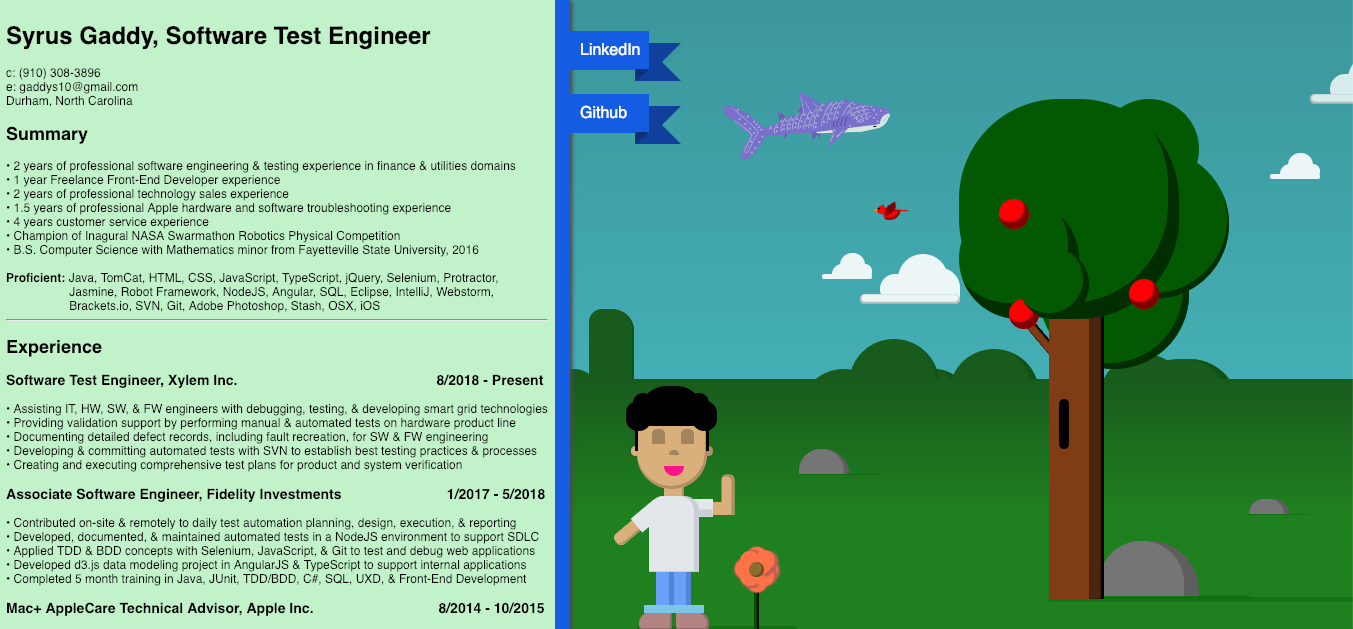 Syrus Gaddy, Software Test Engineer
c: (910) 308-3896
e: gaddys10@gmail.com
Durham, North Carolina
Summary
• 2 years of professional software engineering & testing experience in finance & utilities domains
• 1 year Freelance Front-End Developer experience
• 2 years of professional technology sales experience
• 1.5 years of professional Apple hardware and software troubleshooting experience
• 4 years customer service experience
• Champion of Inagural NASA Swarmathon Robotics Physical Competition
• B.S. Computer Science with Mathematics minor from Fayetteville State University, 2016
Proficient: Java, TomCat, HTML, CSS, JavaScript, TypeScript, jQuery, Selenium, Protractor,
Jasmine, Robot Framework, NodeJS, Angular, SQL, Eclipse, IntelliJ, Webstorm,
Brackets.io, SVN, Git, Adobe Photoshop, Stash, OSX, iOS
Experience
Software Test Engineer, Xylem Inc. 8/2018 - Present
• Assisting IT, HW, SW, & FW engineers with debugging, testing, & developing smart grid technologies
• Providing validation support by performing manual & automated tests on hardware product line
• Documenting detailed defect records, including fault recreation, for SW & FW engineering
• Developing & committing automated tests with SVN to establish best testing practices & processes
• Creating and executing comprehensive test plans for product and system verification
Associate Software Engineer, Fidelity Investments 1/2017 - 5/2018
• Contributed on-site & remotely to daily test automation planning, design, execution, & reporting
• Developed, documented, & maintained automated tests in a NodeJS environment to support SDLC
• Applied TDD & BDD concepts with Selenium, JavaScript, & Git to test and debug web applications
• Developed d3.js data modeling project in AngularJS & TypeScript to support internal applications
• Completed 5 month training in Java, JUnit, TDD/BDD, C#, SQL, UXD, & Front-End Development
Mac+ AppleCare Technical Advisor, Apple Inc. 8/2014 - 10/2015
LinkedIn
Github